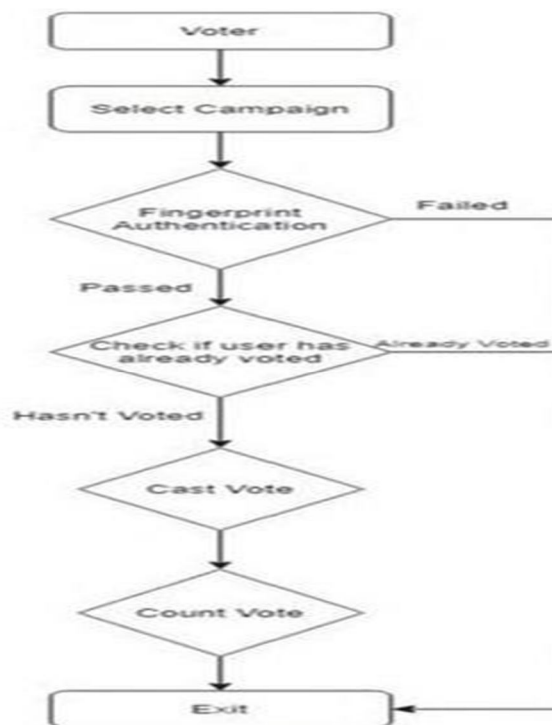 Voter
Select Campaign
Fingerprint
Authentication
Failed
Passed
Check if user has
already voted
Already Voted
Hasn't Voted
Cast Vote
Count Vote
Exit